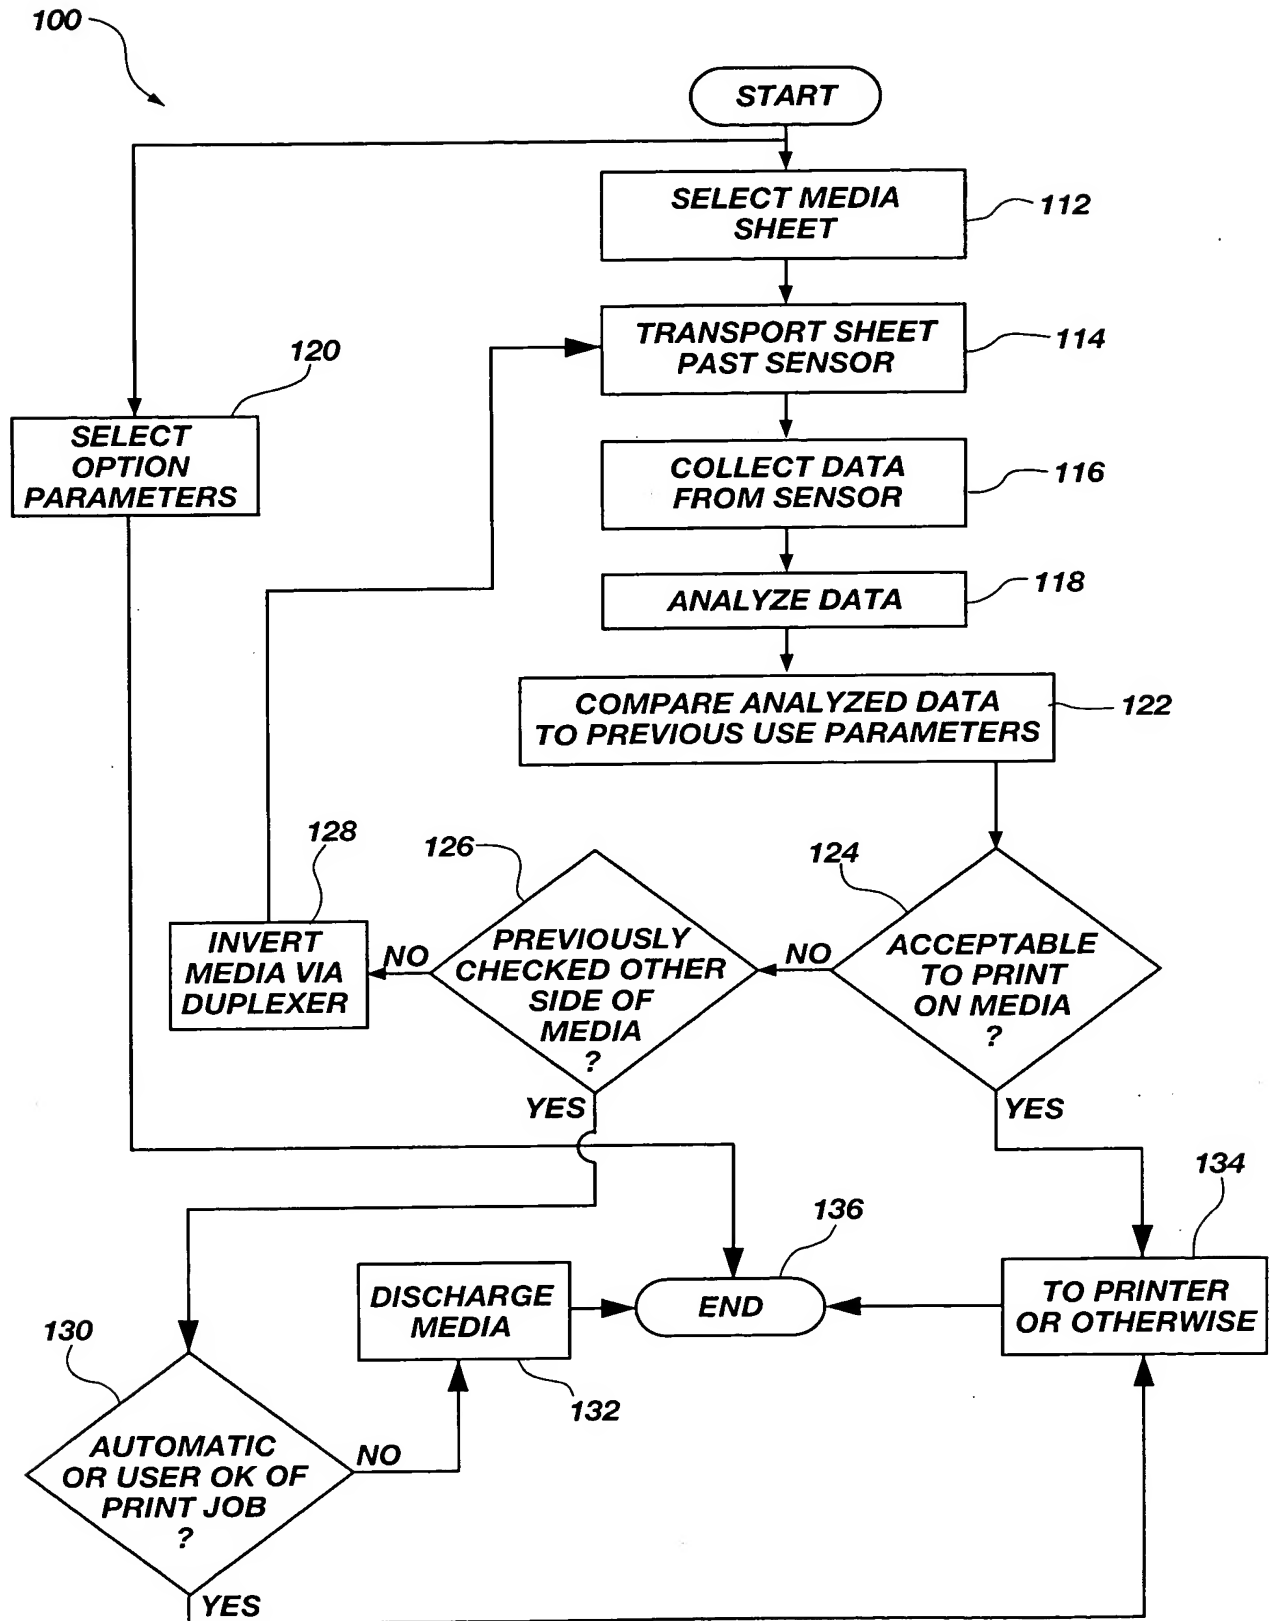 100
START
SELECT MEDIA
SHEET
112
TRANSPORT SHEET
PAST SENSOR
114
120
SELECT
OPTION
PARAMETERS
COLLECT DATA
FROM SENSOR
116
ANALYZE DATA
118
COMPARE ANALYZED DATA
TO PREVIOUS USE PARAMETERS
122
128
126
124
INVERT
MEDIA VIA
DUPLEXER
NO
PREVIOUSLY
CHECKED OTHER
SIDE OF
MEDIA
?
NO
ACCEPTABLE
TO PRINT
ON MEDIA
?
YES
YES
134
136
DISCHARGE
MEDIA
END
TO PRINTER
OR OTHERWISE
130
132
AUTOMATIC
OR USER OK OF
PRINT JOB
?
NO
YES